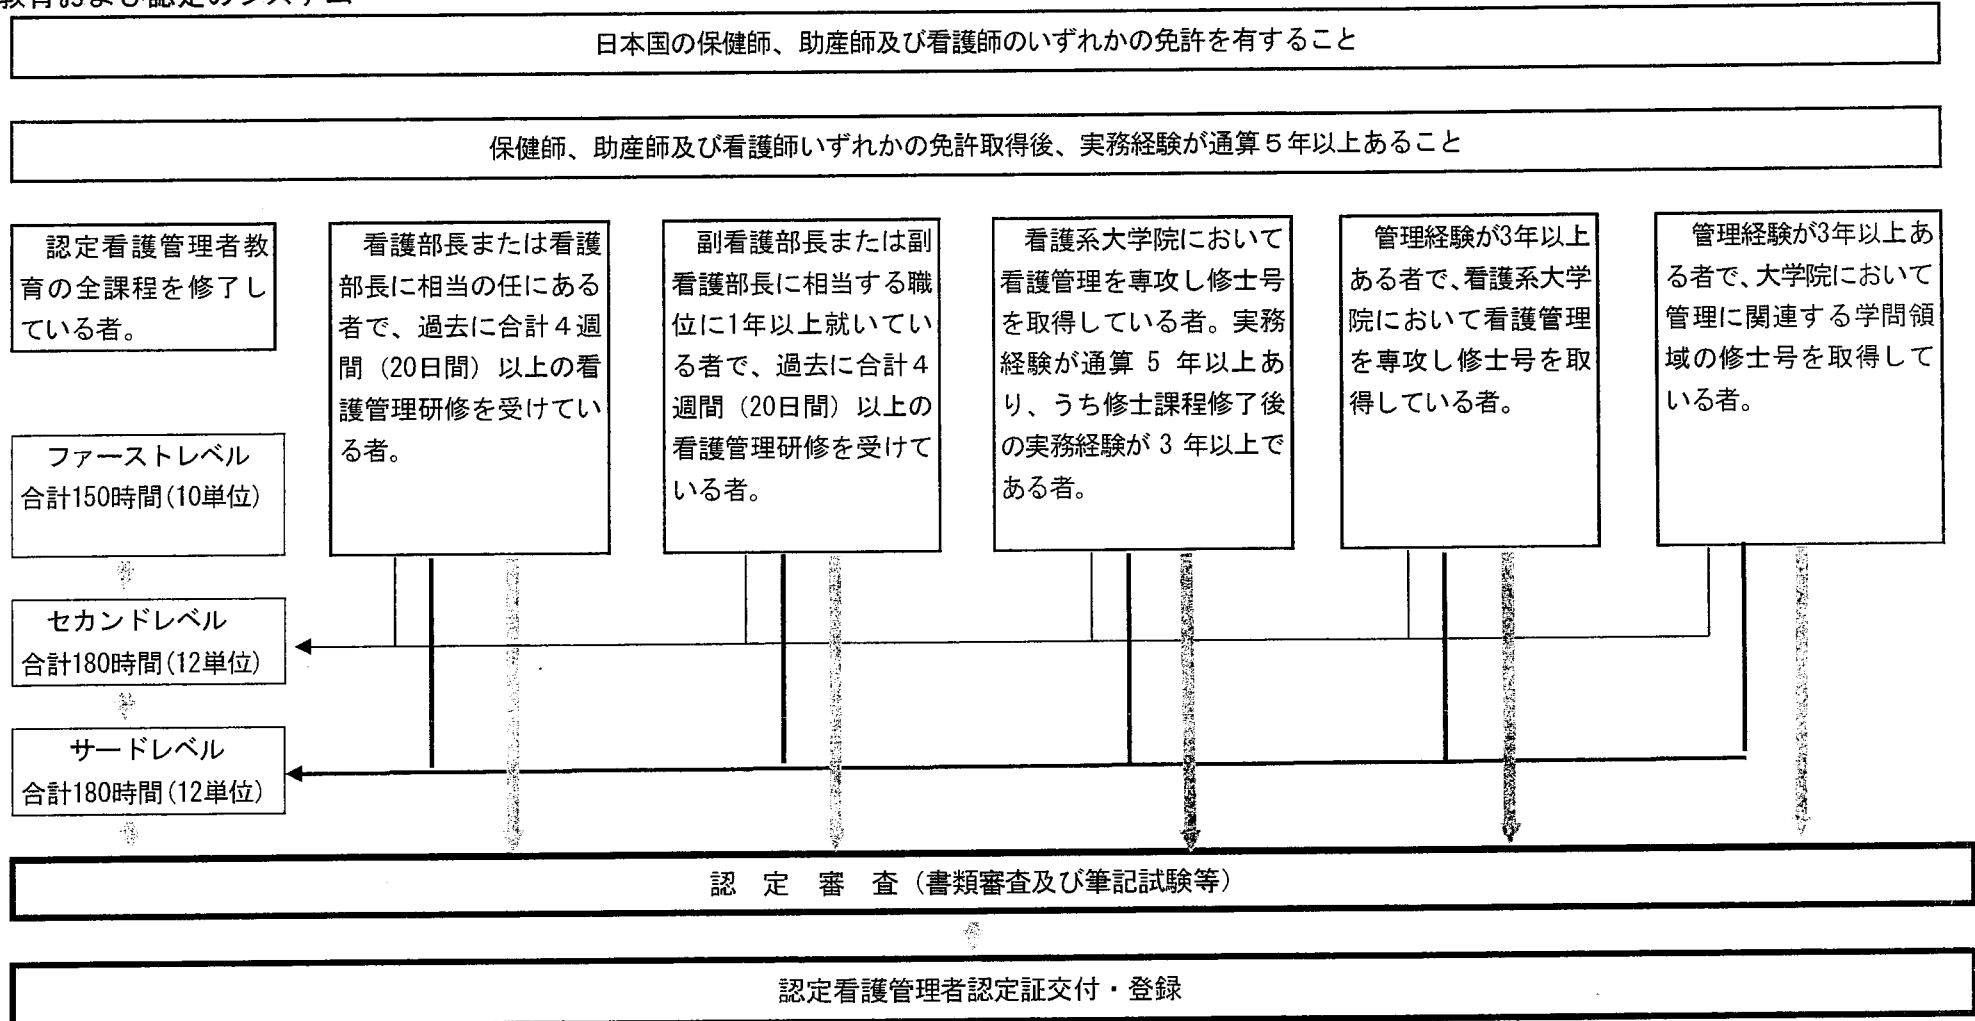 教育および認定のシステム
日本国の保健師、助産師及び看護師のいずれかの免許を有すること
保健師、助産師及び看護師いずれかの免許取得後、実務経験が通算５年以上あること
認定看護管理者教
育の全課程を修了し
ている者。
ファーストレベル
合計150時間(10単位)
セカンドレベル
合計180時間(12単位)
サードレベル
合計180時間(12単位)
看護部長または看護
部長に相当の任にある
者で、過去に合計４週
間（20日間）以上の看
護管理研修を受けてい
る者。
副看護部長または副
看護部長に相当する職
位に1年以上就いてい
る者で、過去に合計４
週間（20日間）以上の
看護管理研修を受けて
いる者。
看護系大学院において
看護管理を専攻し修士号
を取得している者。実務
経験が通算 5 年以上あ
り、うち修士課程修了後
の実務経験が 3 年以上で
ある者。
管理経験が3年以上
ある者で、看護系大学
院において看護管理
を専攻し修士号を取
得している者。
管理経験が3年以上あ
る者で、大学院において
管理に関連する学問領
域の修士号を取得して
いる者。
認　定　審　査（書類審査及び筆記試験等）
認定看護管理者認定証交付・登録